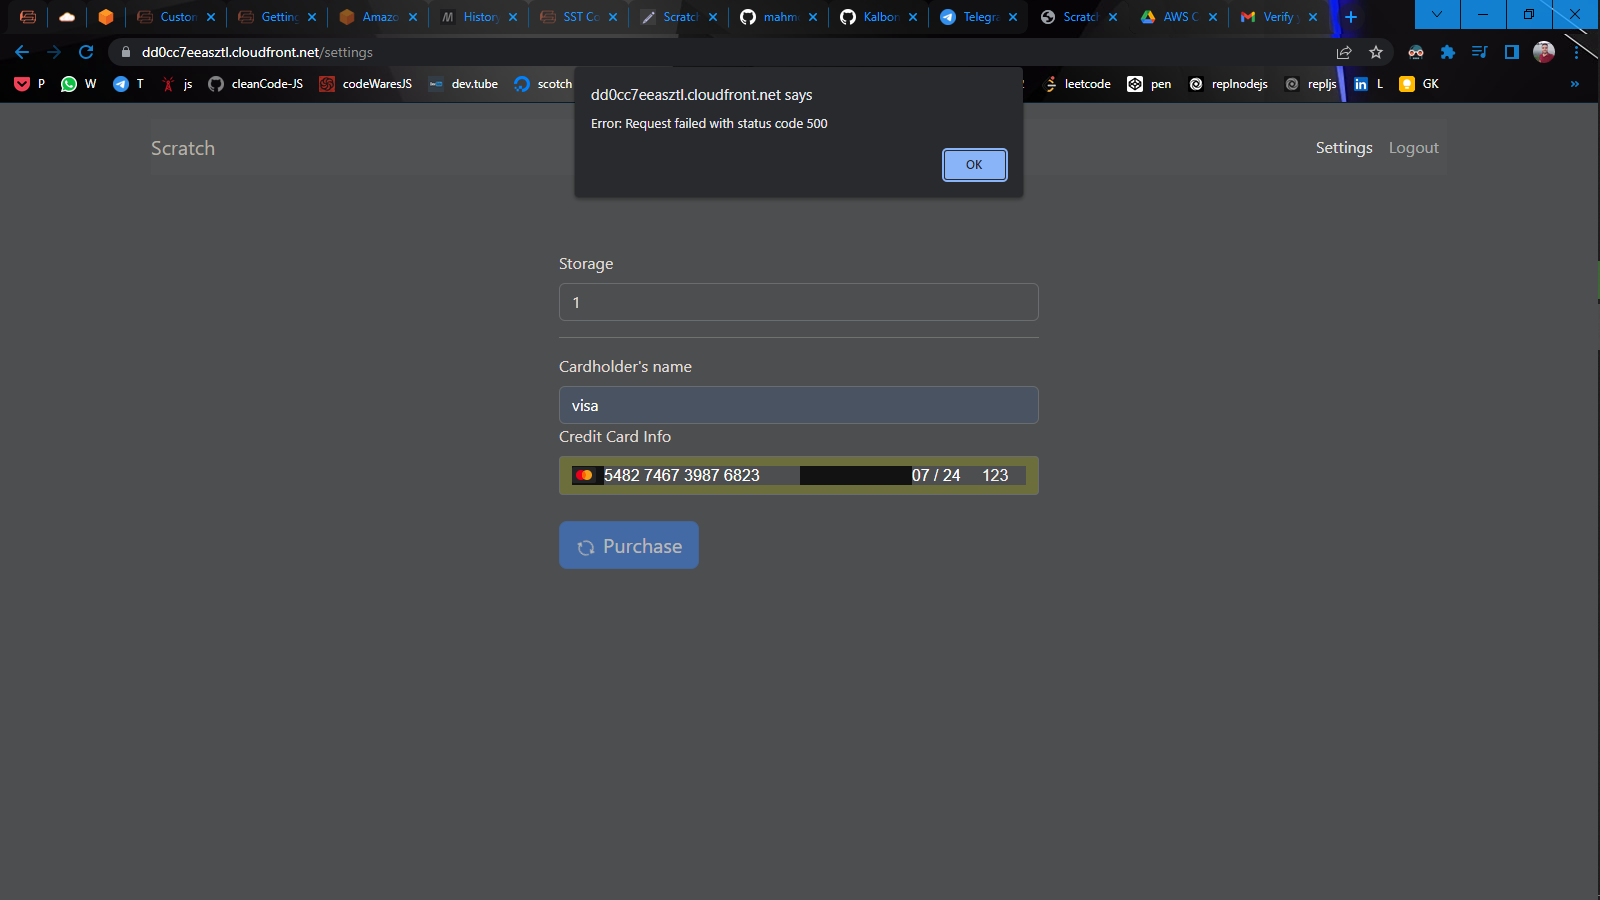 Custon
Getting
Amazo
History
SST Co
Scratch
mahm
Kalbor
Telegra
Scratch
AWS C
Verify
dd0cc7eeasztl.cloudfront.net/settings
P
W
T
js
cleanCode-JS
codeWaresJS
dev.tube
scotch
leetcode
pen
replnodejs
repljs
L
GK
dd0cc7eeasztl.cloudfront.net says
Error: Request failed with status code 500
OK
Scratch
Settings
Logout
Storage
1
Cardholder's name
visa
Credit Card Info
5482 7467 3987 6823 07 / 24 123
Purchase